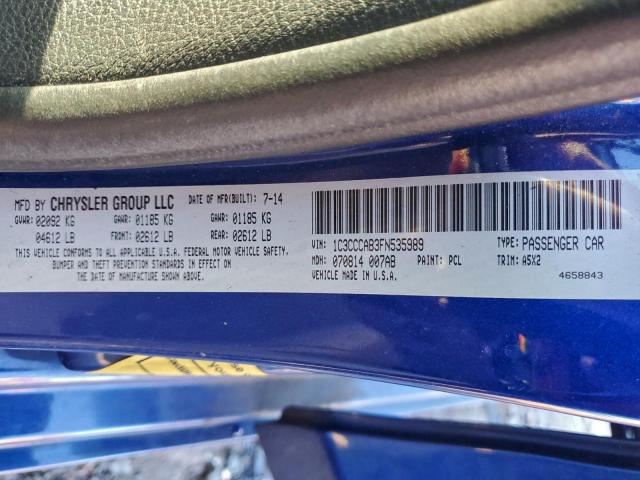 MFD BY CHRYSLER GROUP LLC DATE OF MFR(BUILT): 7-14
GVWR: 02092 KG GAWR: 01185 KG GAWR: 01185 KG
04612 LB FRONT: 02612 LB REAR: 02612 LB
THIS VEHICLE CONFORMS TO ALL APPLICABLE U.S.A. FEDERAL MOTOR VEHICLE SAFETY,
BUMPER AND THEFT PREVENTION STANDARDS IN EFFECT ON
THE DATE OF MANUFACTURE SHOWN ABOVE.
VIN: 1C3CCCAB3FN535989 TYPE: PASSENGER CAR
MDH: 070814 007AB PAINT: PCL TRIM: A5X2
VEHICLE MADE IN U.S.A. 4658843